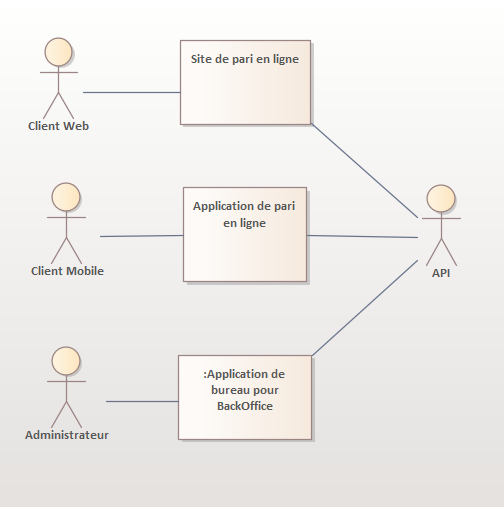 Site de pari en ligne
Client Web
Application de pari
en ligne
Client Mobile
API
:Application de
bureau pour
BackOffice
Administrateur